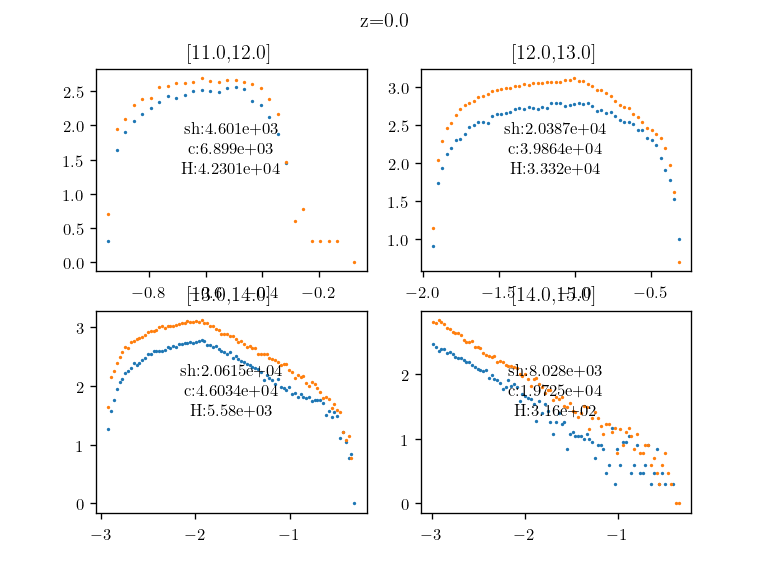 z=0.0
[11.0,12.0]
[12.0,13.0]
2.5
2.0
1.5
1.0
0.5
0.0
sh:4.601e+03
c:6.899e+03
H:4.2301e+04
−0.8
−0.6
−0.4
−0.2
3.0
2.5
2.0
1.5
1.0
sh:2.0387e+04
c:3.9864e+04
H:3.332e+04
−2.0
−1.5
−1.0
−0.5
[13.0,14.0]
[14.0,15.0]
3
2
1
0
sh:2.0615e+04
c:4.6034e+04
H:5.58e+03
−3
−2
−1
2
1
0
sh:8.028e+03
c:1.9725e+04
H:3.16e+02
−3
−2
−1